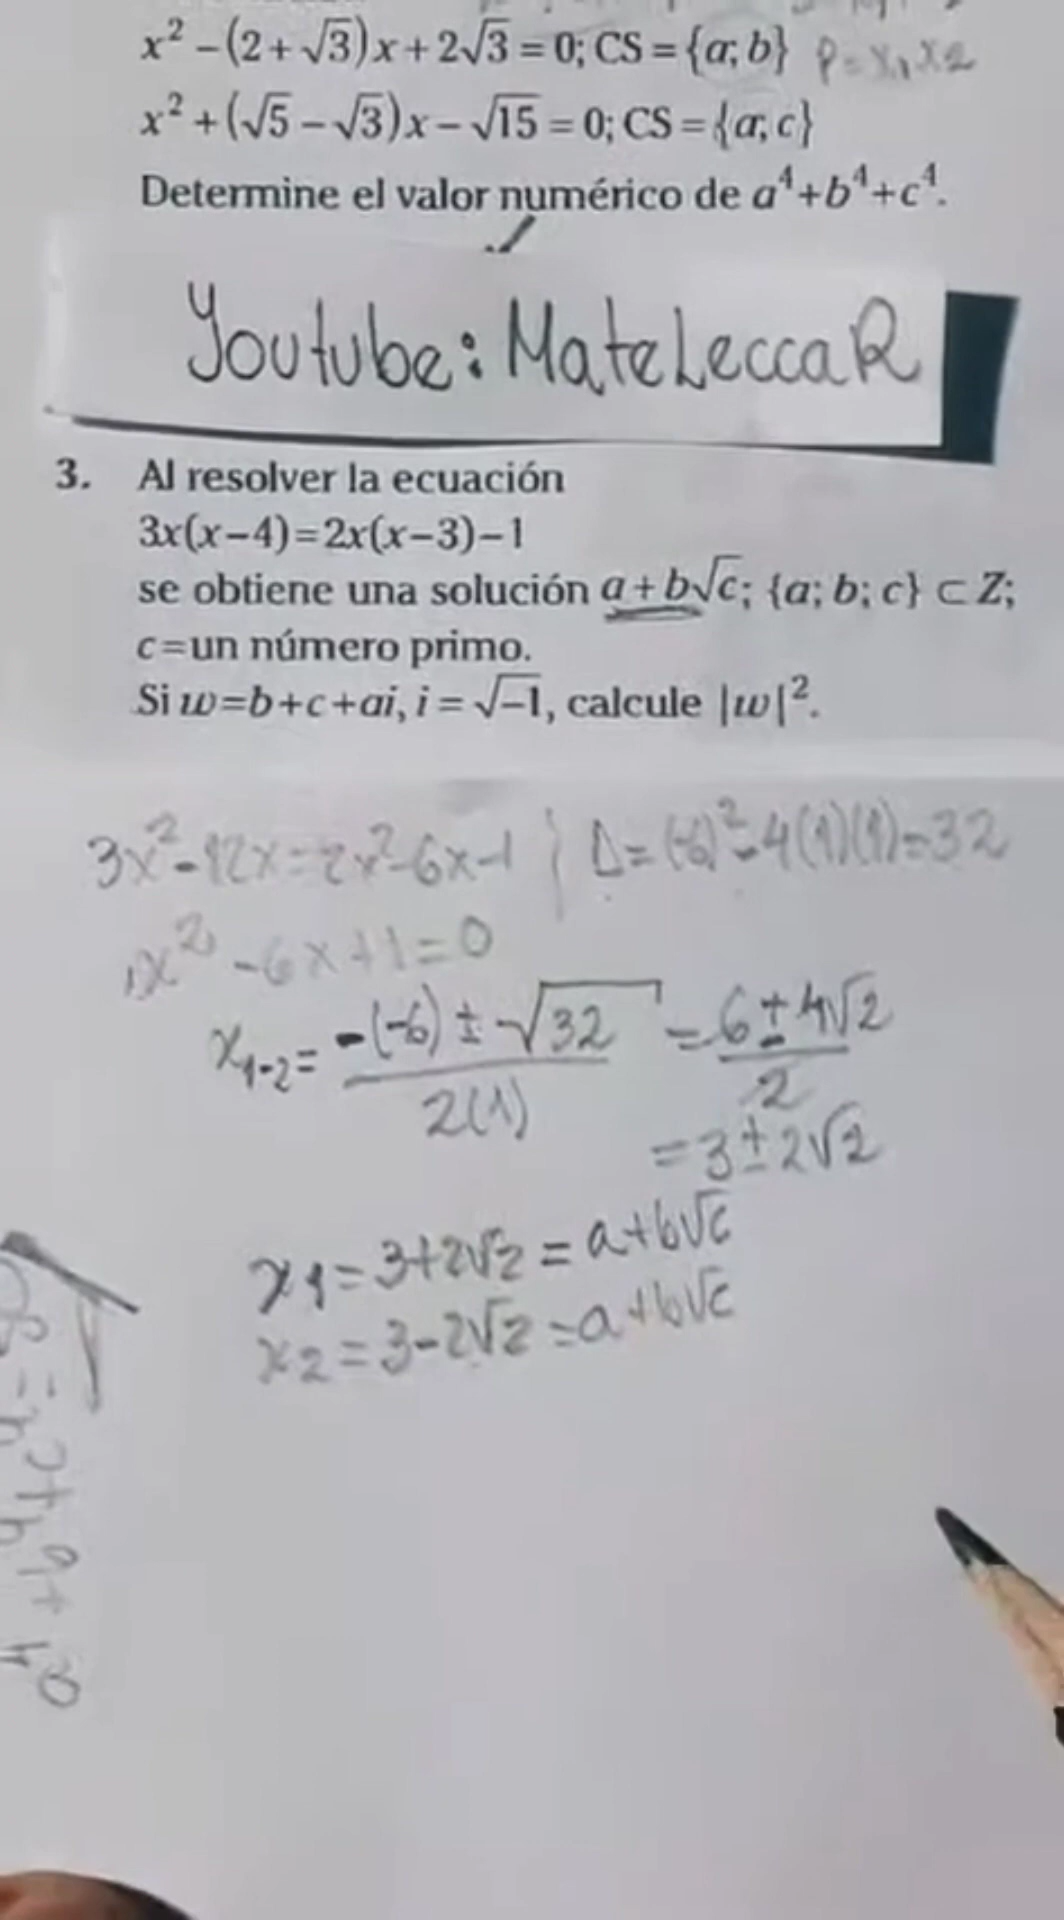 x² − (2 + √3)x + 2√3 = 0; CS = {a; b} P = x₁x₂
x² + (√5 − √3)x − √15 = 0; CS = {a; c}
Determine el valor numérico de a⁴+b⁴+c⁴.
Youtube: MateLeccaR
3. Al resolver la ecuación
3x(x−4)=2x(x−3)−1
se obtiene una solución a+b√c; {a; b; c} ⊂ Z;
c=un número primo.
Si w=b+c+ai, i = √−1, calcule |w|².
3x²-12x=2x²-6x-1 } Δ=(-6)²-4(1)(1)=32
1x²-6x+1=0
x₁₋₂= -(-6) ± √32 / 2(1) = 6 ± 4√2 / 2
= 3 ± 2√2
x1=3+2√2 = a+b√c
x2=3-2√2 =a+b√c